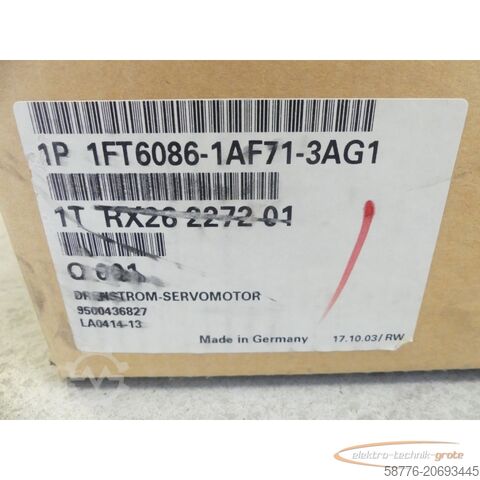 1P 1FT6086-1AF71-3AG1
1T RX26 2272 01
Q 001
DREHSTROM-SERVOMOTOR
9500436827
LA0414-13
Made in Germany 17.10.03/RW
elektro-technik-grote
58776-20693445